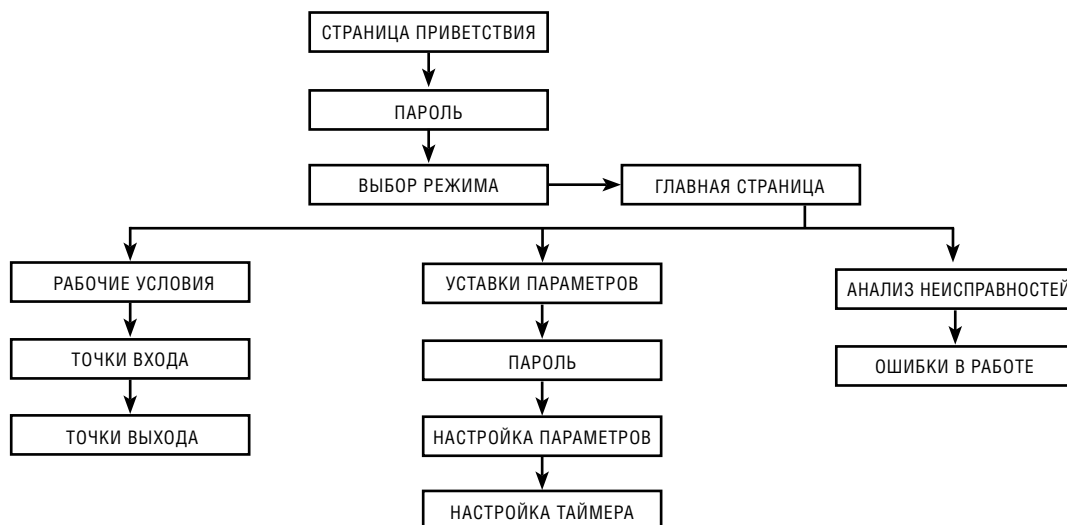 СТРАНИЦА ПРИВЕТСТВИЯ
ПАРОЛЬ
ВЫБОР РЕЖИМА
ГЛАВНАЯ СТРАНИЦА
РАБОЧИЕ УСЛОВИЯ
УСТАВКИ ПАРАМЕТРОВ
АНАЛИЗ НЕИСПРАВНОСТЕЙ
ТОЧКИ ВХОДА
ПАРОЛЬ
ОШИБКИ В РАБОТЕ
ТОЧКИ ВЫХОДА
НАСТРОЙКА ПАРАМЕТРОВ
НАСТРОЙКА ТАЙМЕРА